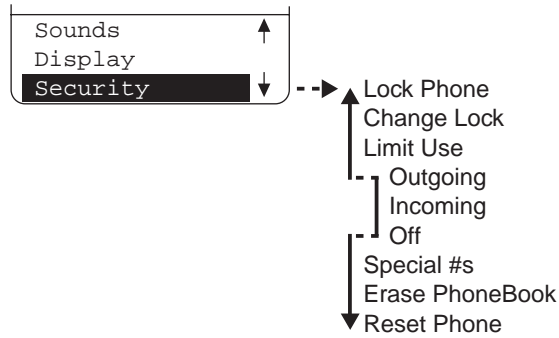 Sounds
Display
Security
Lock Phone
Change Lock
Limit Use
Outgoing
Incoming
Off
Special #s
Erase PhoneBook
Reset Phone